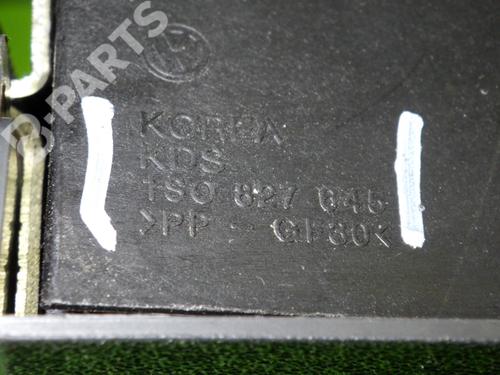 B-PARTS
KOREA
KDS
1S0 827 645
>PP - GF30<